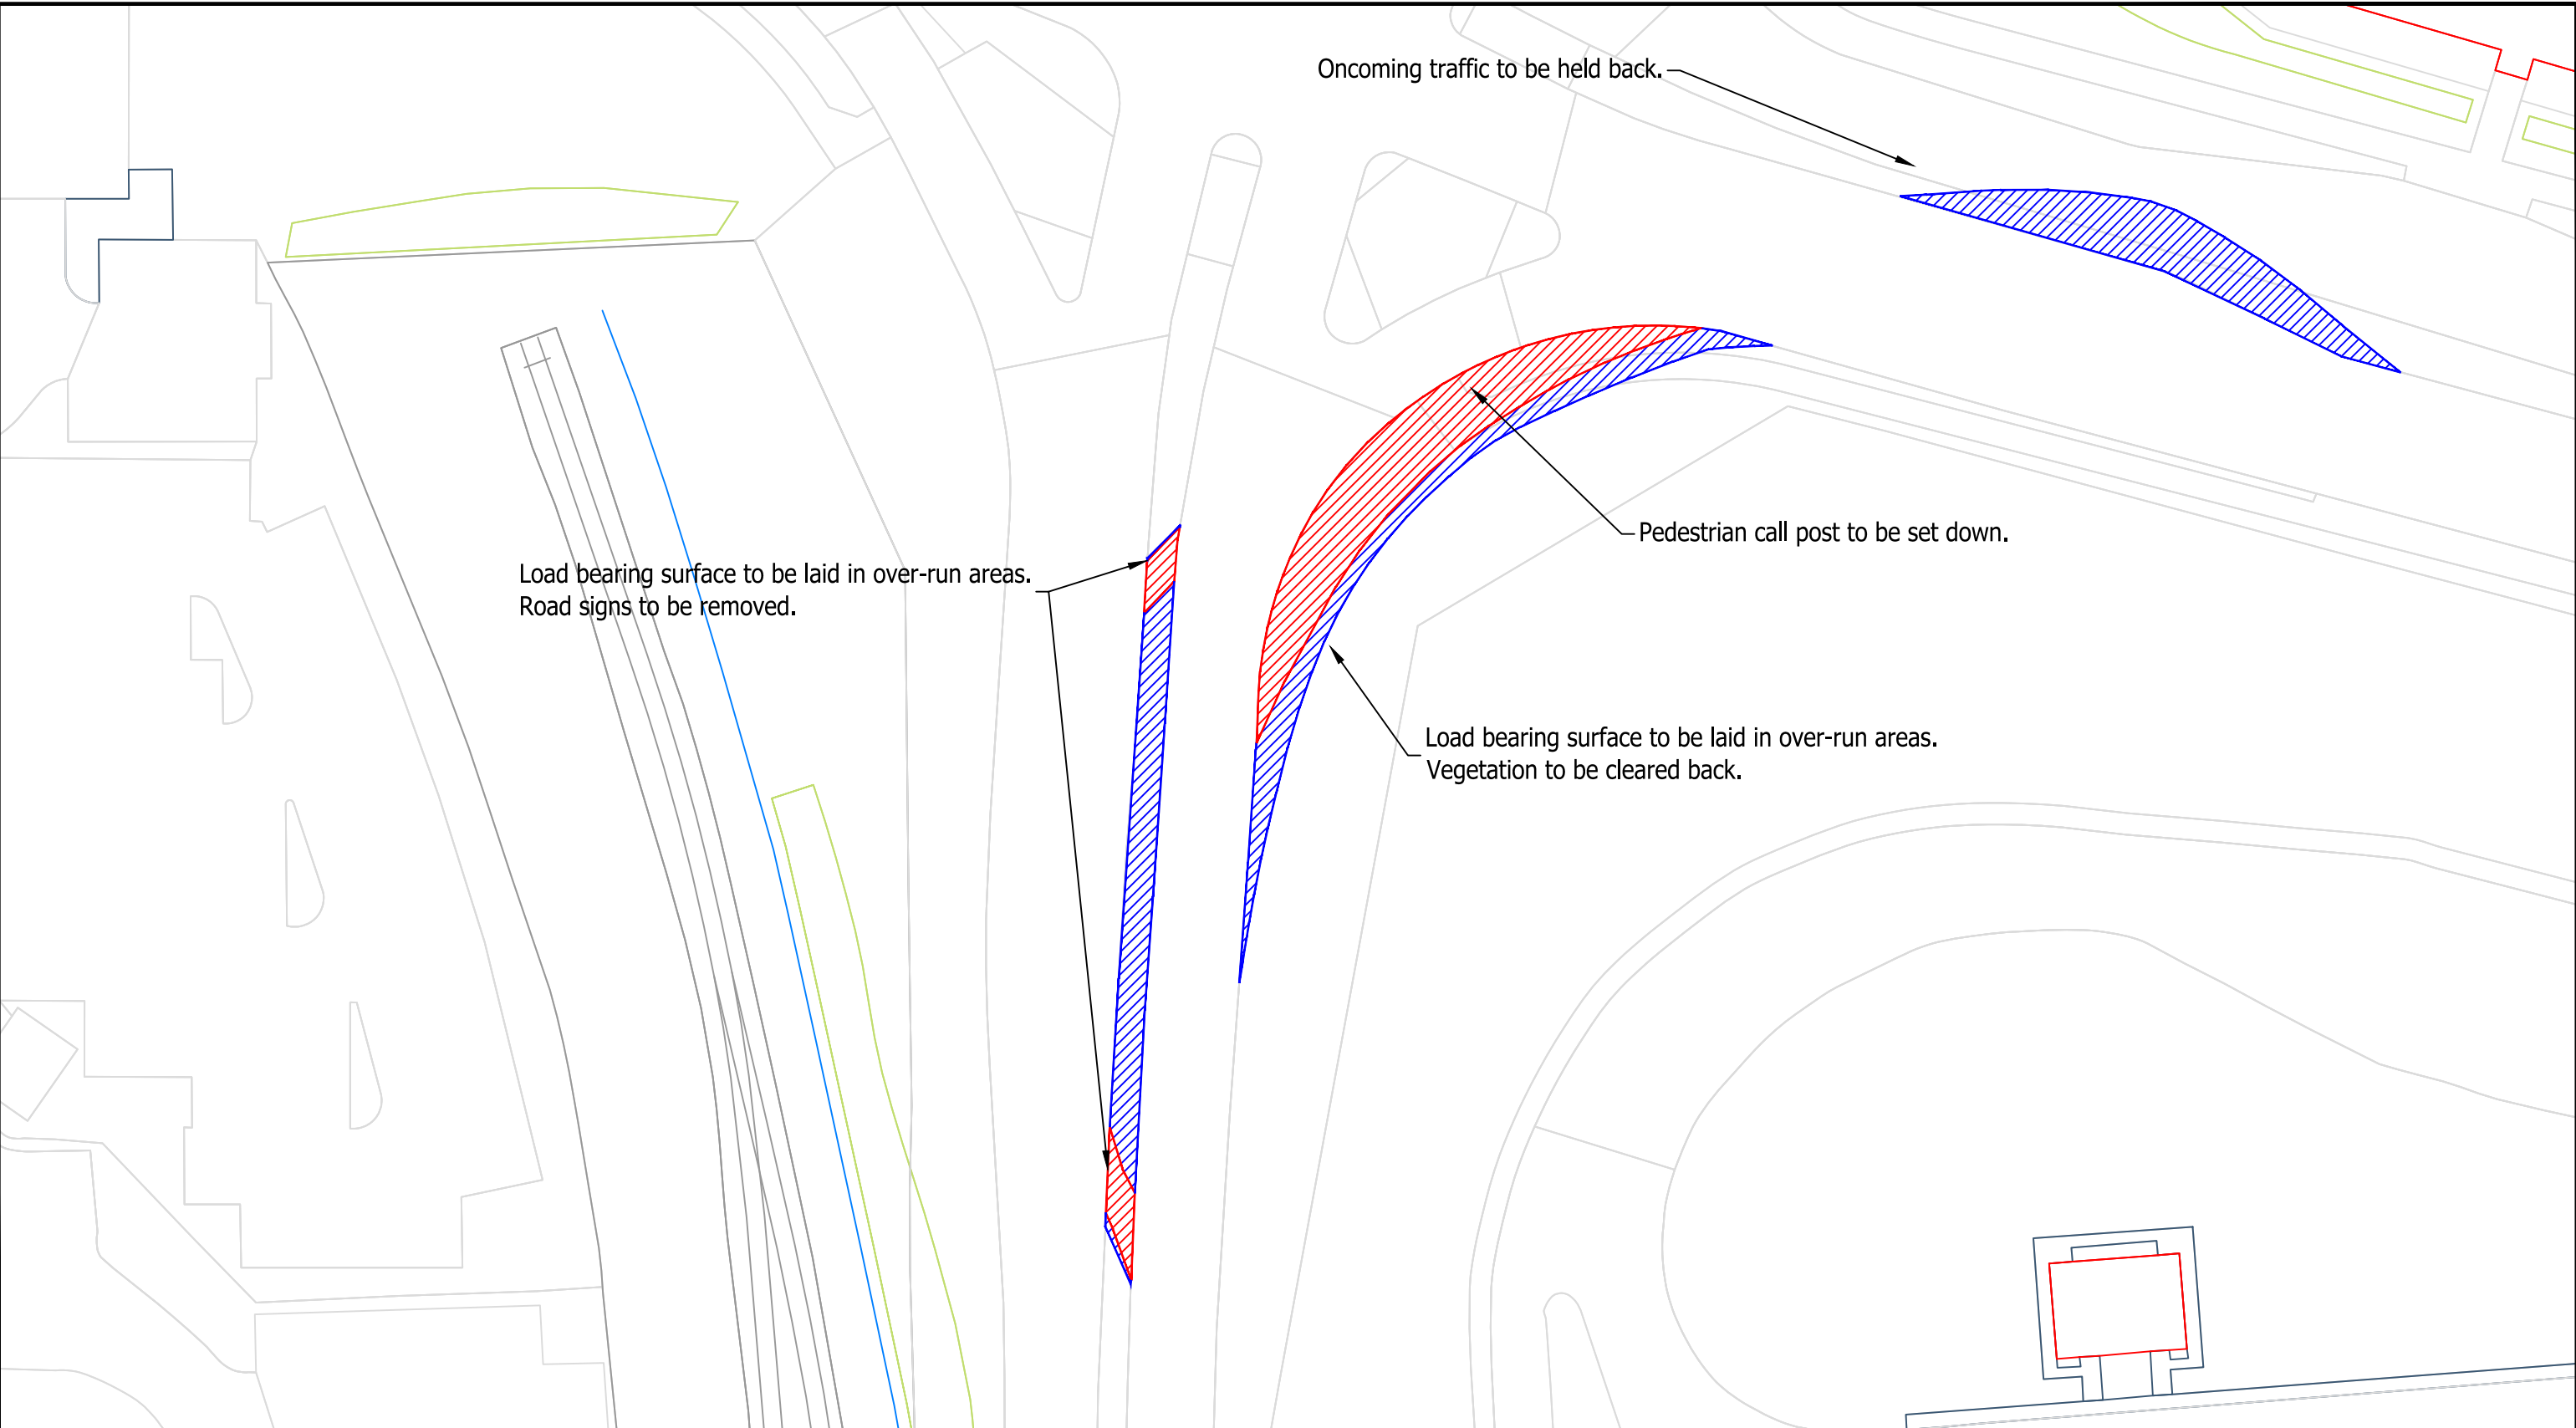 Oncoming traffic to be held back.
Pedestrian call post to be set down.
Load bearing surface to be laid in over-run areas.
Road signs to be removed.
Load bearing surface to be laid in over-run areas.
Vegetation to be cleared back.